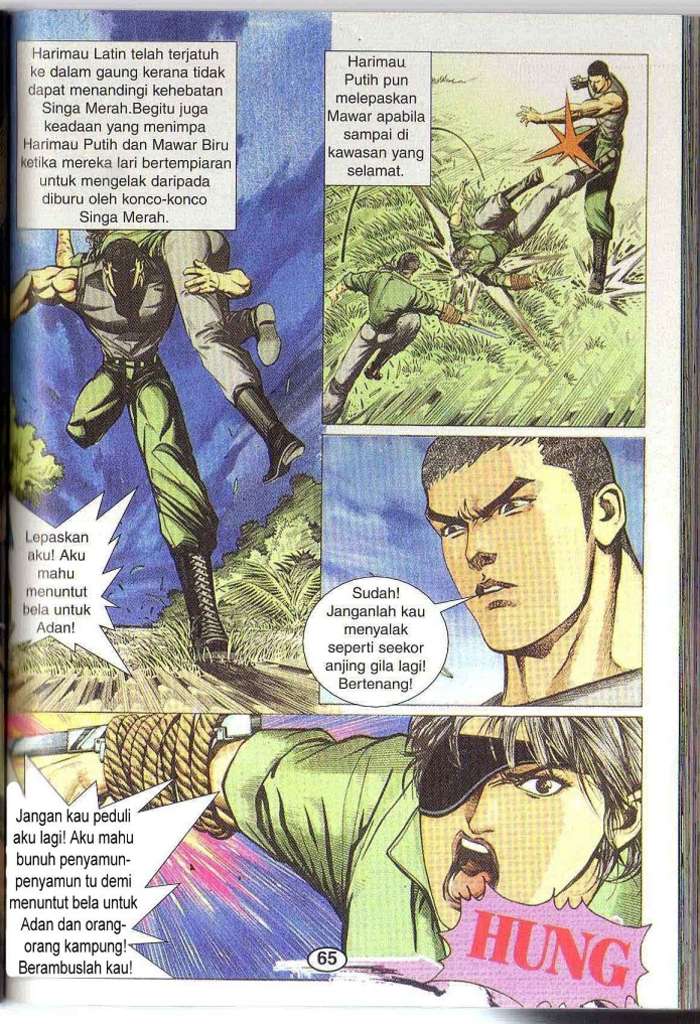 Harimau Latin telah terjatuh
ke dalam gaung kerana tidak
dapat menandingi kehebatan
Singa Merah.Begitu juga
keadaan yang menimpa
Harimau Putih dan Mawar Biru
ketika mereka lari bertempiaran
untuk mengelak daripada
diburu oleh konco-konco
Singa Merah.
Harimau
Putih pun
melepaskan
Mawar apabila
sampai di
kawasan yang
selamat.
Lepaskan
aku! Aku
mahu
menuntut
bela untuk
Adan!
Sudah!
Janganlah kau
menyalak
seperti seekor
anjing gila lagi!
Bertenang!
Jangan kau peduli
aku lagi! Aku mahu
bunuh penyamun-
penyamun tu demi
menuntut bela untuk
Adan dan orang-
orang kampung!
Berambuslah kau!
HUNG
65